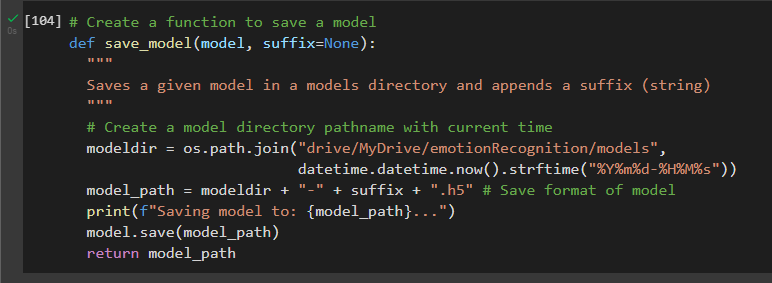 [104] # Create a function to save a model
0s def save_model(model, suffix=None):
"""
Saves a given model in a models directory and appends a suffix (string)
"""
# Create a model directory pathname with current time
modeldir = os.path.join("drive/MyDrive/emotionRecognition/models",
datetime.datetime.now().strftime("%Y%m%d-%H%M%s"))
model_path = modeldir + "-" + suffix + ".h5" # Save format of model
print(f"Saving model to: {model_path}...")
model.save(model_path)
return model_path